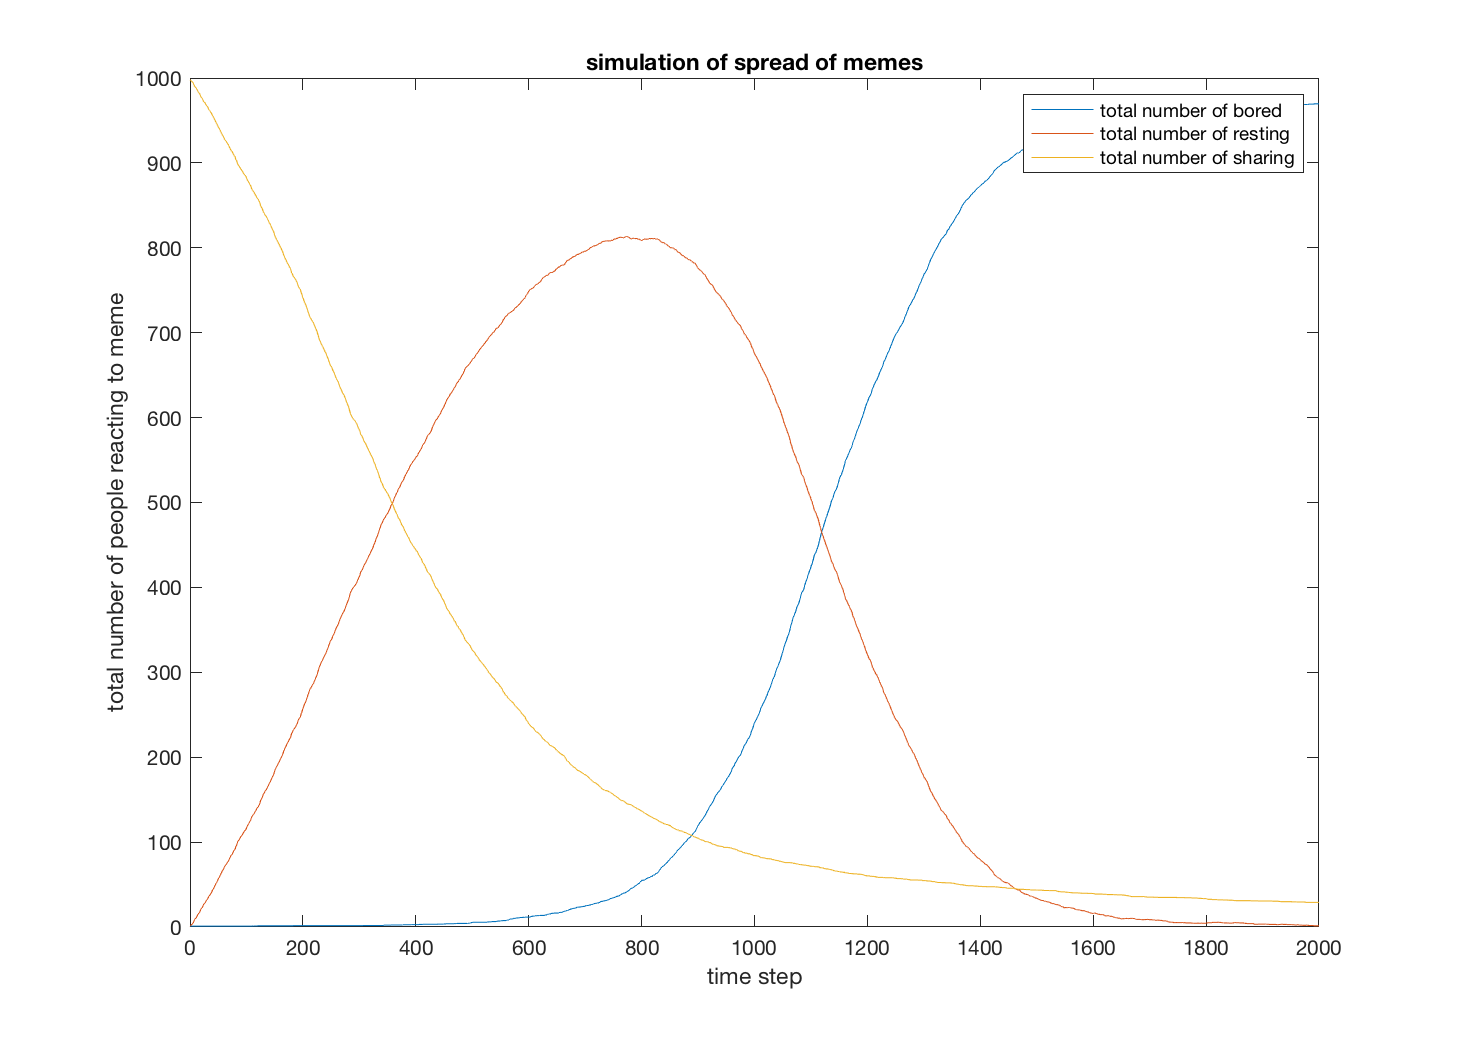 simulation of spread of memes
total number of people reacting to meme
1000
900
800
700
600
500
400
300
200
100
0
total number of bored
total number of resting
total number of sharing
0 200 400 600 800 1000 1200 1400 1600 1800 2000
time step